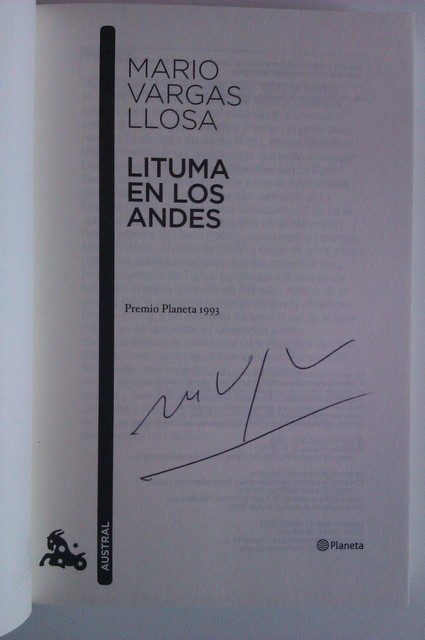 MARIO
VARGAS
LLOSA
LITUMA
EN LOS
ANDES
Premio Planeta 1993
AUSTRAL
Planeta